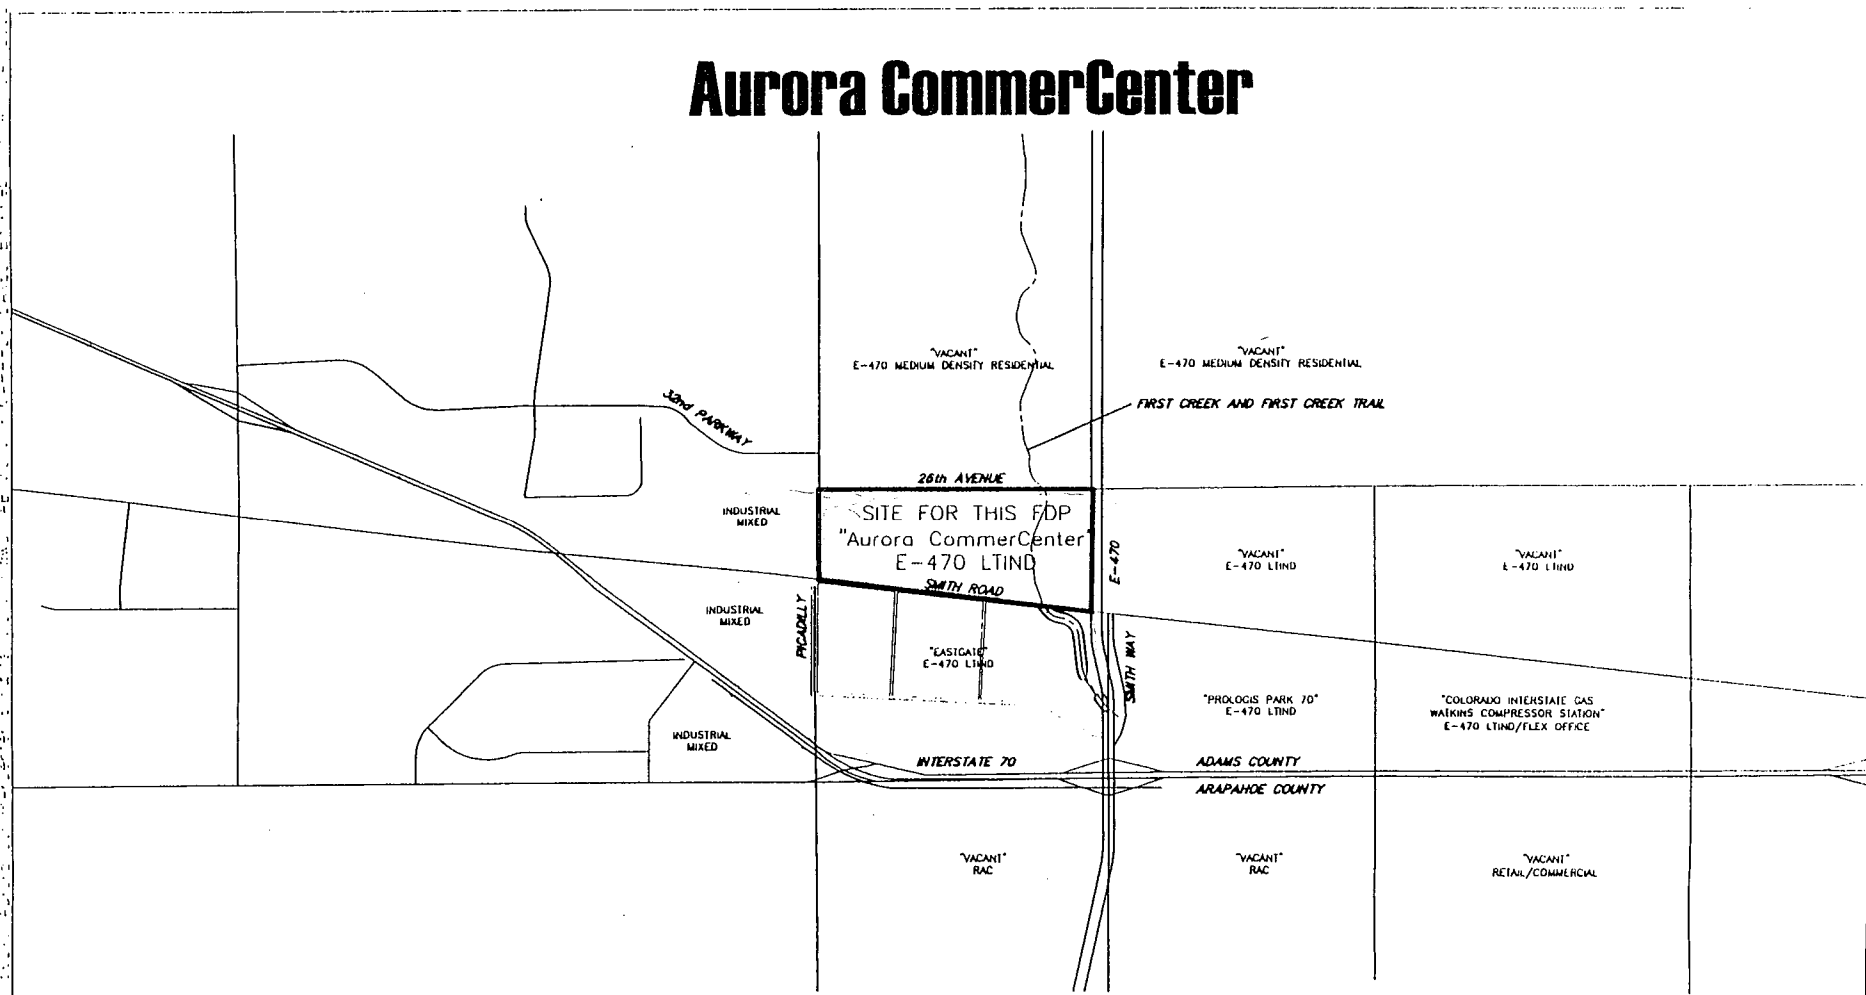 Aurora CommerCenter
"VACANT"
E-470 MEDIUM DENSITY RESIDENTIAL
"VACANT"
E-470 MEDIUM DENSITY RESIDENTIAL
32nd PARKWAY
FIRST CREEK AND FIRST CREEK TRAIL
26th AVENUE
INDUSTRIAL
MIXED
SITE FOR THIS FDP
"Aurora CommerCenter"
E-470 LTIND
SMITH ROAD
E-470
"VACANT"
E-470 LTIND
"VACANT"
E-470 LTIND
INDUSTRIAL
MIXED
PICADILLY
"EASTGATE"
E-470 LTIND
SMITH WAY
"PROLOGIS PARK 70"
E-470 LTIND
"COLORADO INTERSTATE GAS
WATKINS COMPRESSOR STATION"
E-470 LTIND/FLEX OFFICE
INDUSTRIAL
MIXED
INTERSTATE 70
ADAMS COUNTY
ARAPAHOE COUNTY
"VACANT"
RAC
"VACANT"
RAC
"VACANT"
RETAIL/COMMERCIAL